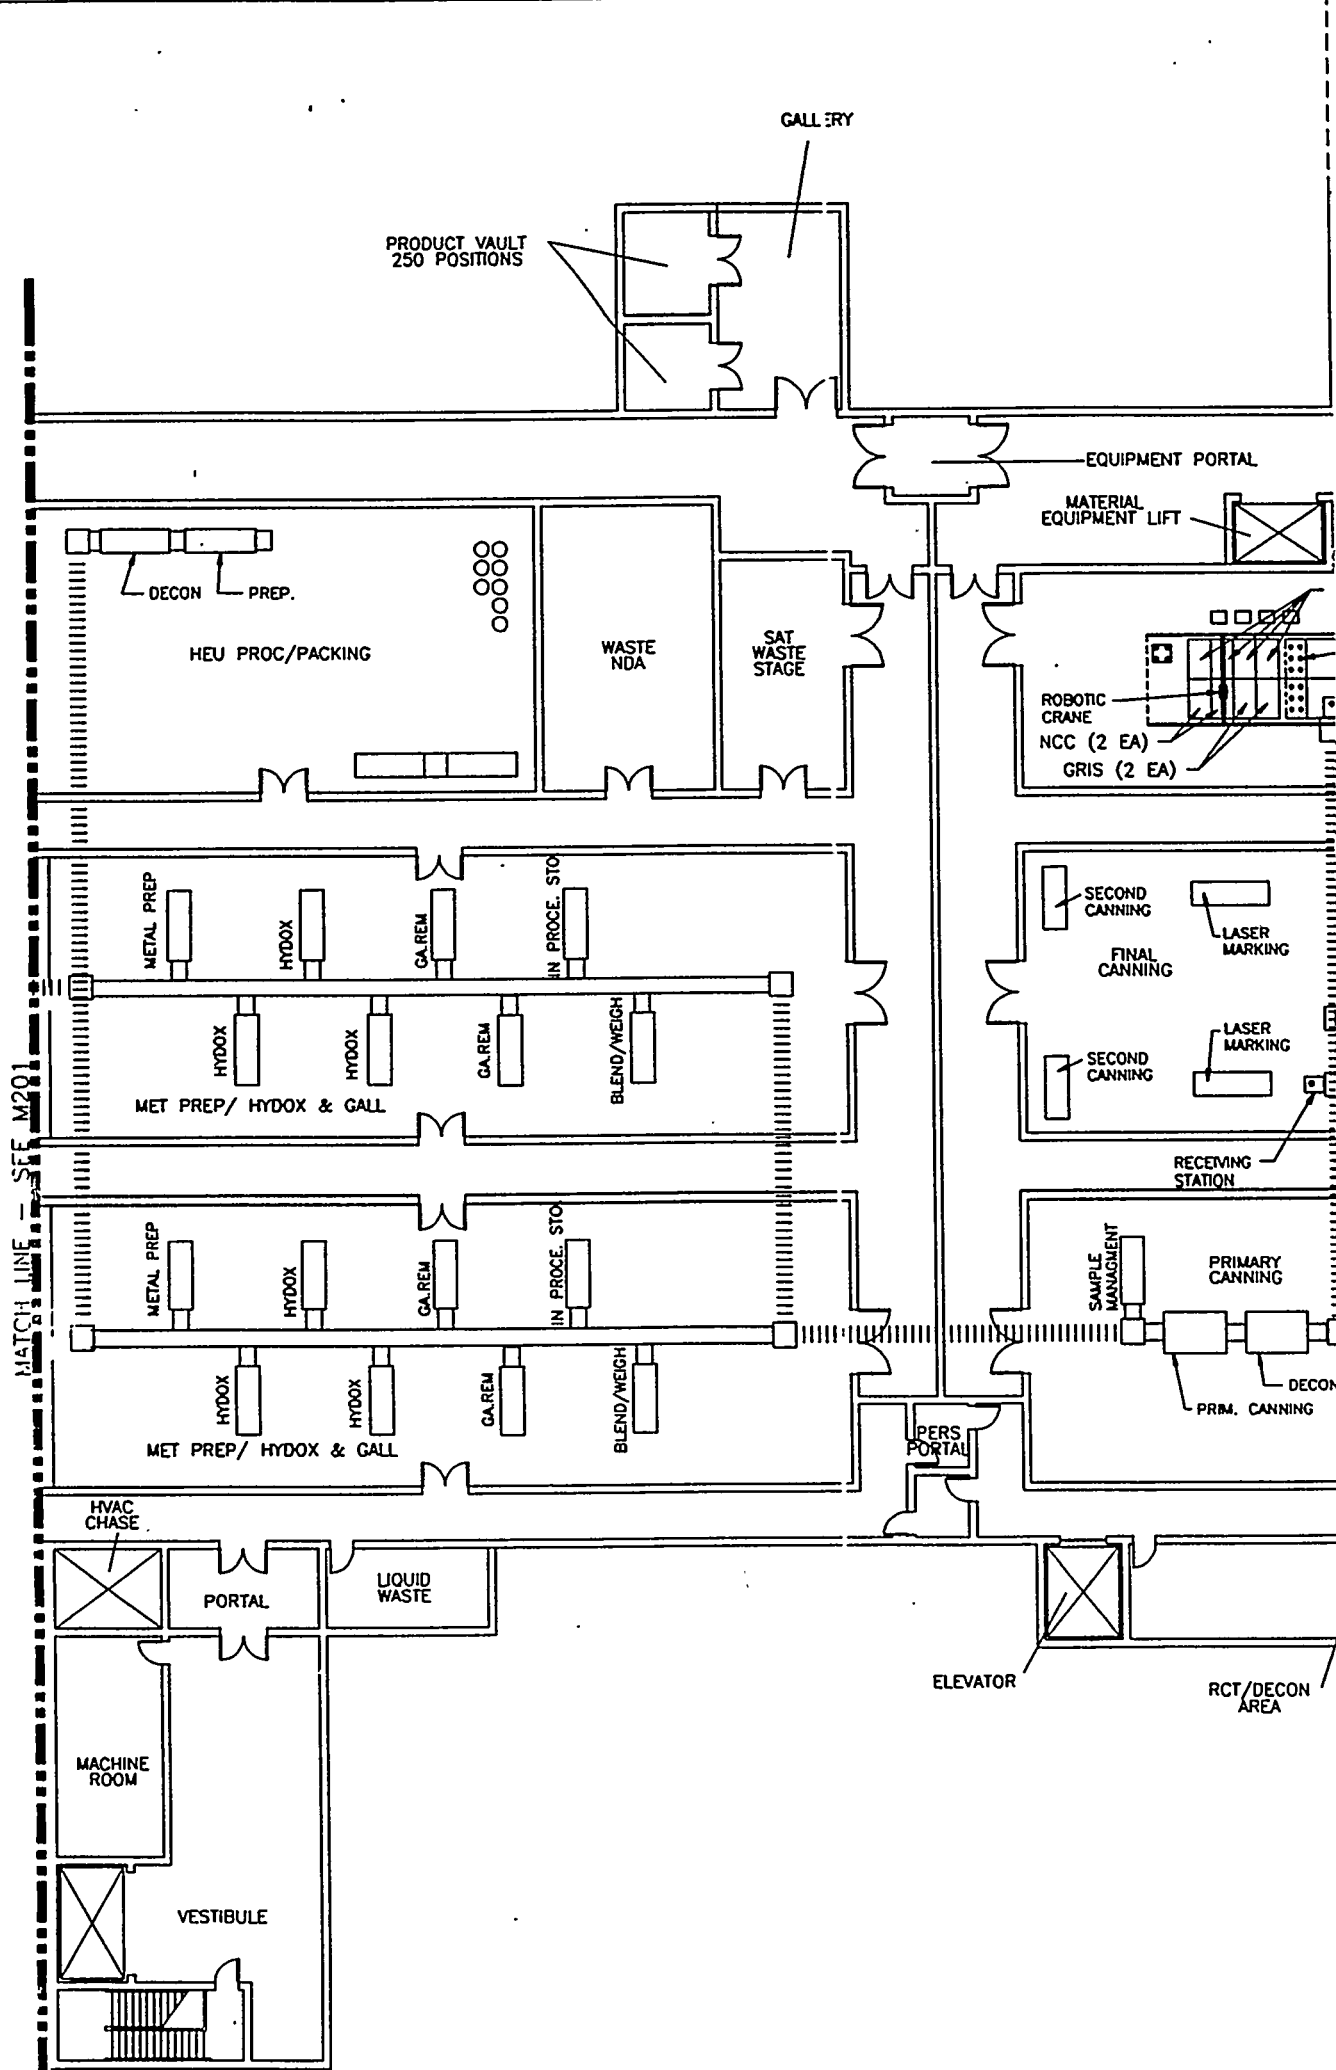 GALLERY
PRODUCT VAULT
250 POSITIONS
EQUIPMENT PORTAL
MATERIAL
EQUIPMENT LIFT
DECON
PREP.
HEU PROC/PACKING
WASTE
NDA
SAT
WASTE
STAGE
ROBOTIC
CRANE
NCC (2 EA)
GRIS (2 EA)
METAL PREP
HYDOX
GA.REM
IN PROCE. STO
SECOND
CANNING
LASER
MARKING
FINAL
CANNING
HYDOX
HYDOX
GA.REM
BLEND/WEIGH
LASER
MARKING
SECOND
CANNING
MET PREP/ HYDOX & GALL
MATCH LINE - SEE M201
RECEIVING
STATION
METAL PREP
HYDOX
GA.REM
IN PROCE. STO
SAMPLE
MANAGMENT
PRIMARY
CANNING
HYDOX
HYDOX
GA.REM
BLEND/WEIGH
DECON
PRIM. CANNING
MET PREP/ HYDOX & GALL
PERS
PORTAL
HVAC
CHASE
PORTAL
LIQUID
WASTE
ELEVATOR
RCT/DECON
AREA
MACHINE
ROOM
VESTIBULE